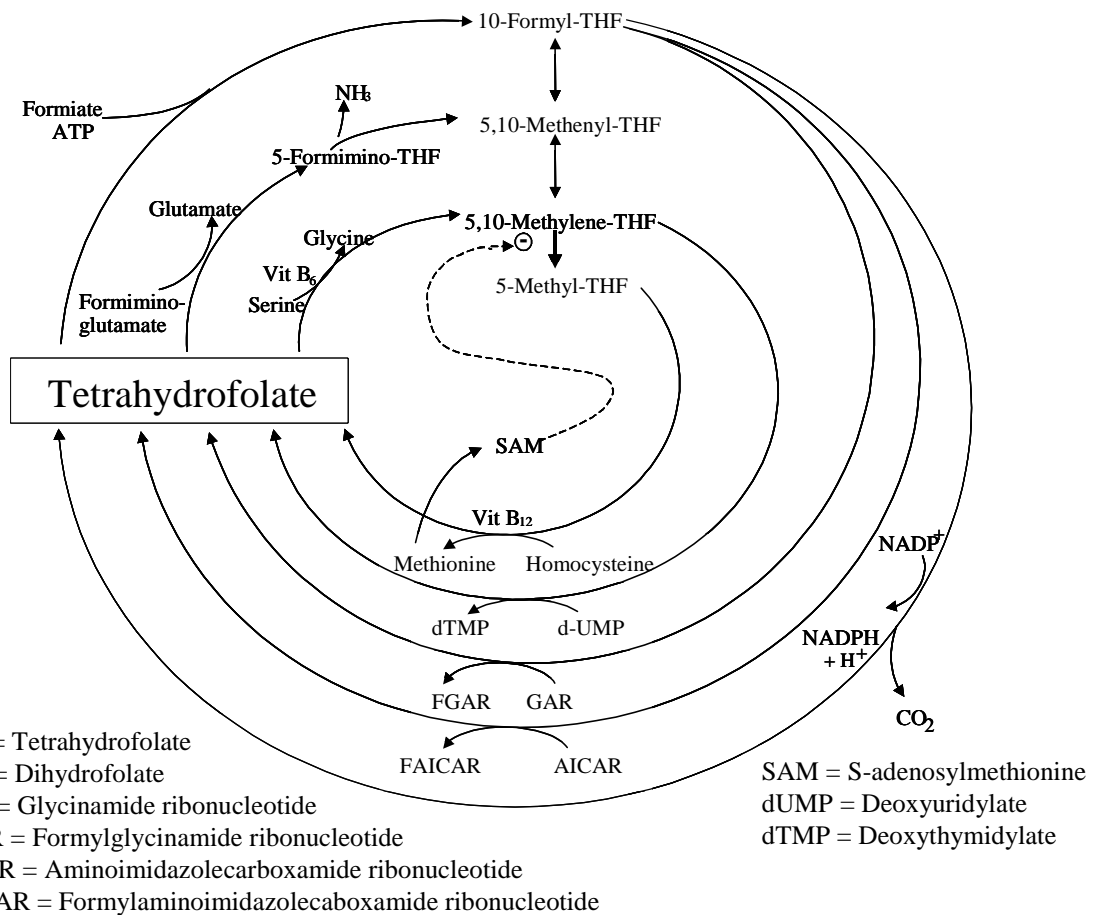 10-Formyl-THF
NH3
Formiate
ATP
5,10-Methenyl-THF
5-Formimino-THF
Glutamate
5,10-Methylene-THF
-
Glycine
Vit B6
Serine
5-Methyl-THF
Formimino-
glutamate
Tetrahydrofolate
SAM
Vit B12
Methionine
Homocysteine
NADP+
dTMP
d-UMP
NADPH
+ H+
FGAR
GAR
CO2
FAICAR
AICAR
= Tetrahydrofolate
= Dihydrofolate
= Glycinamide ribonucleotide
= Formylglycinamide ribonucleotide
R = Aminoimidazolecarboxamide ribonucleotide
AR = Formylaminoimidazolecaboxamide ribonucleotide
SAM = S-adenosylmethionine
dUMP = Deoxyuridylate
dTMP = Deoxythymidylate